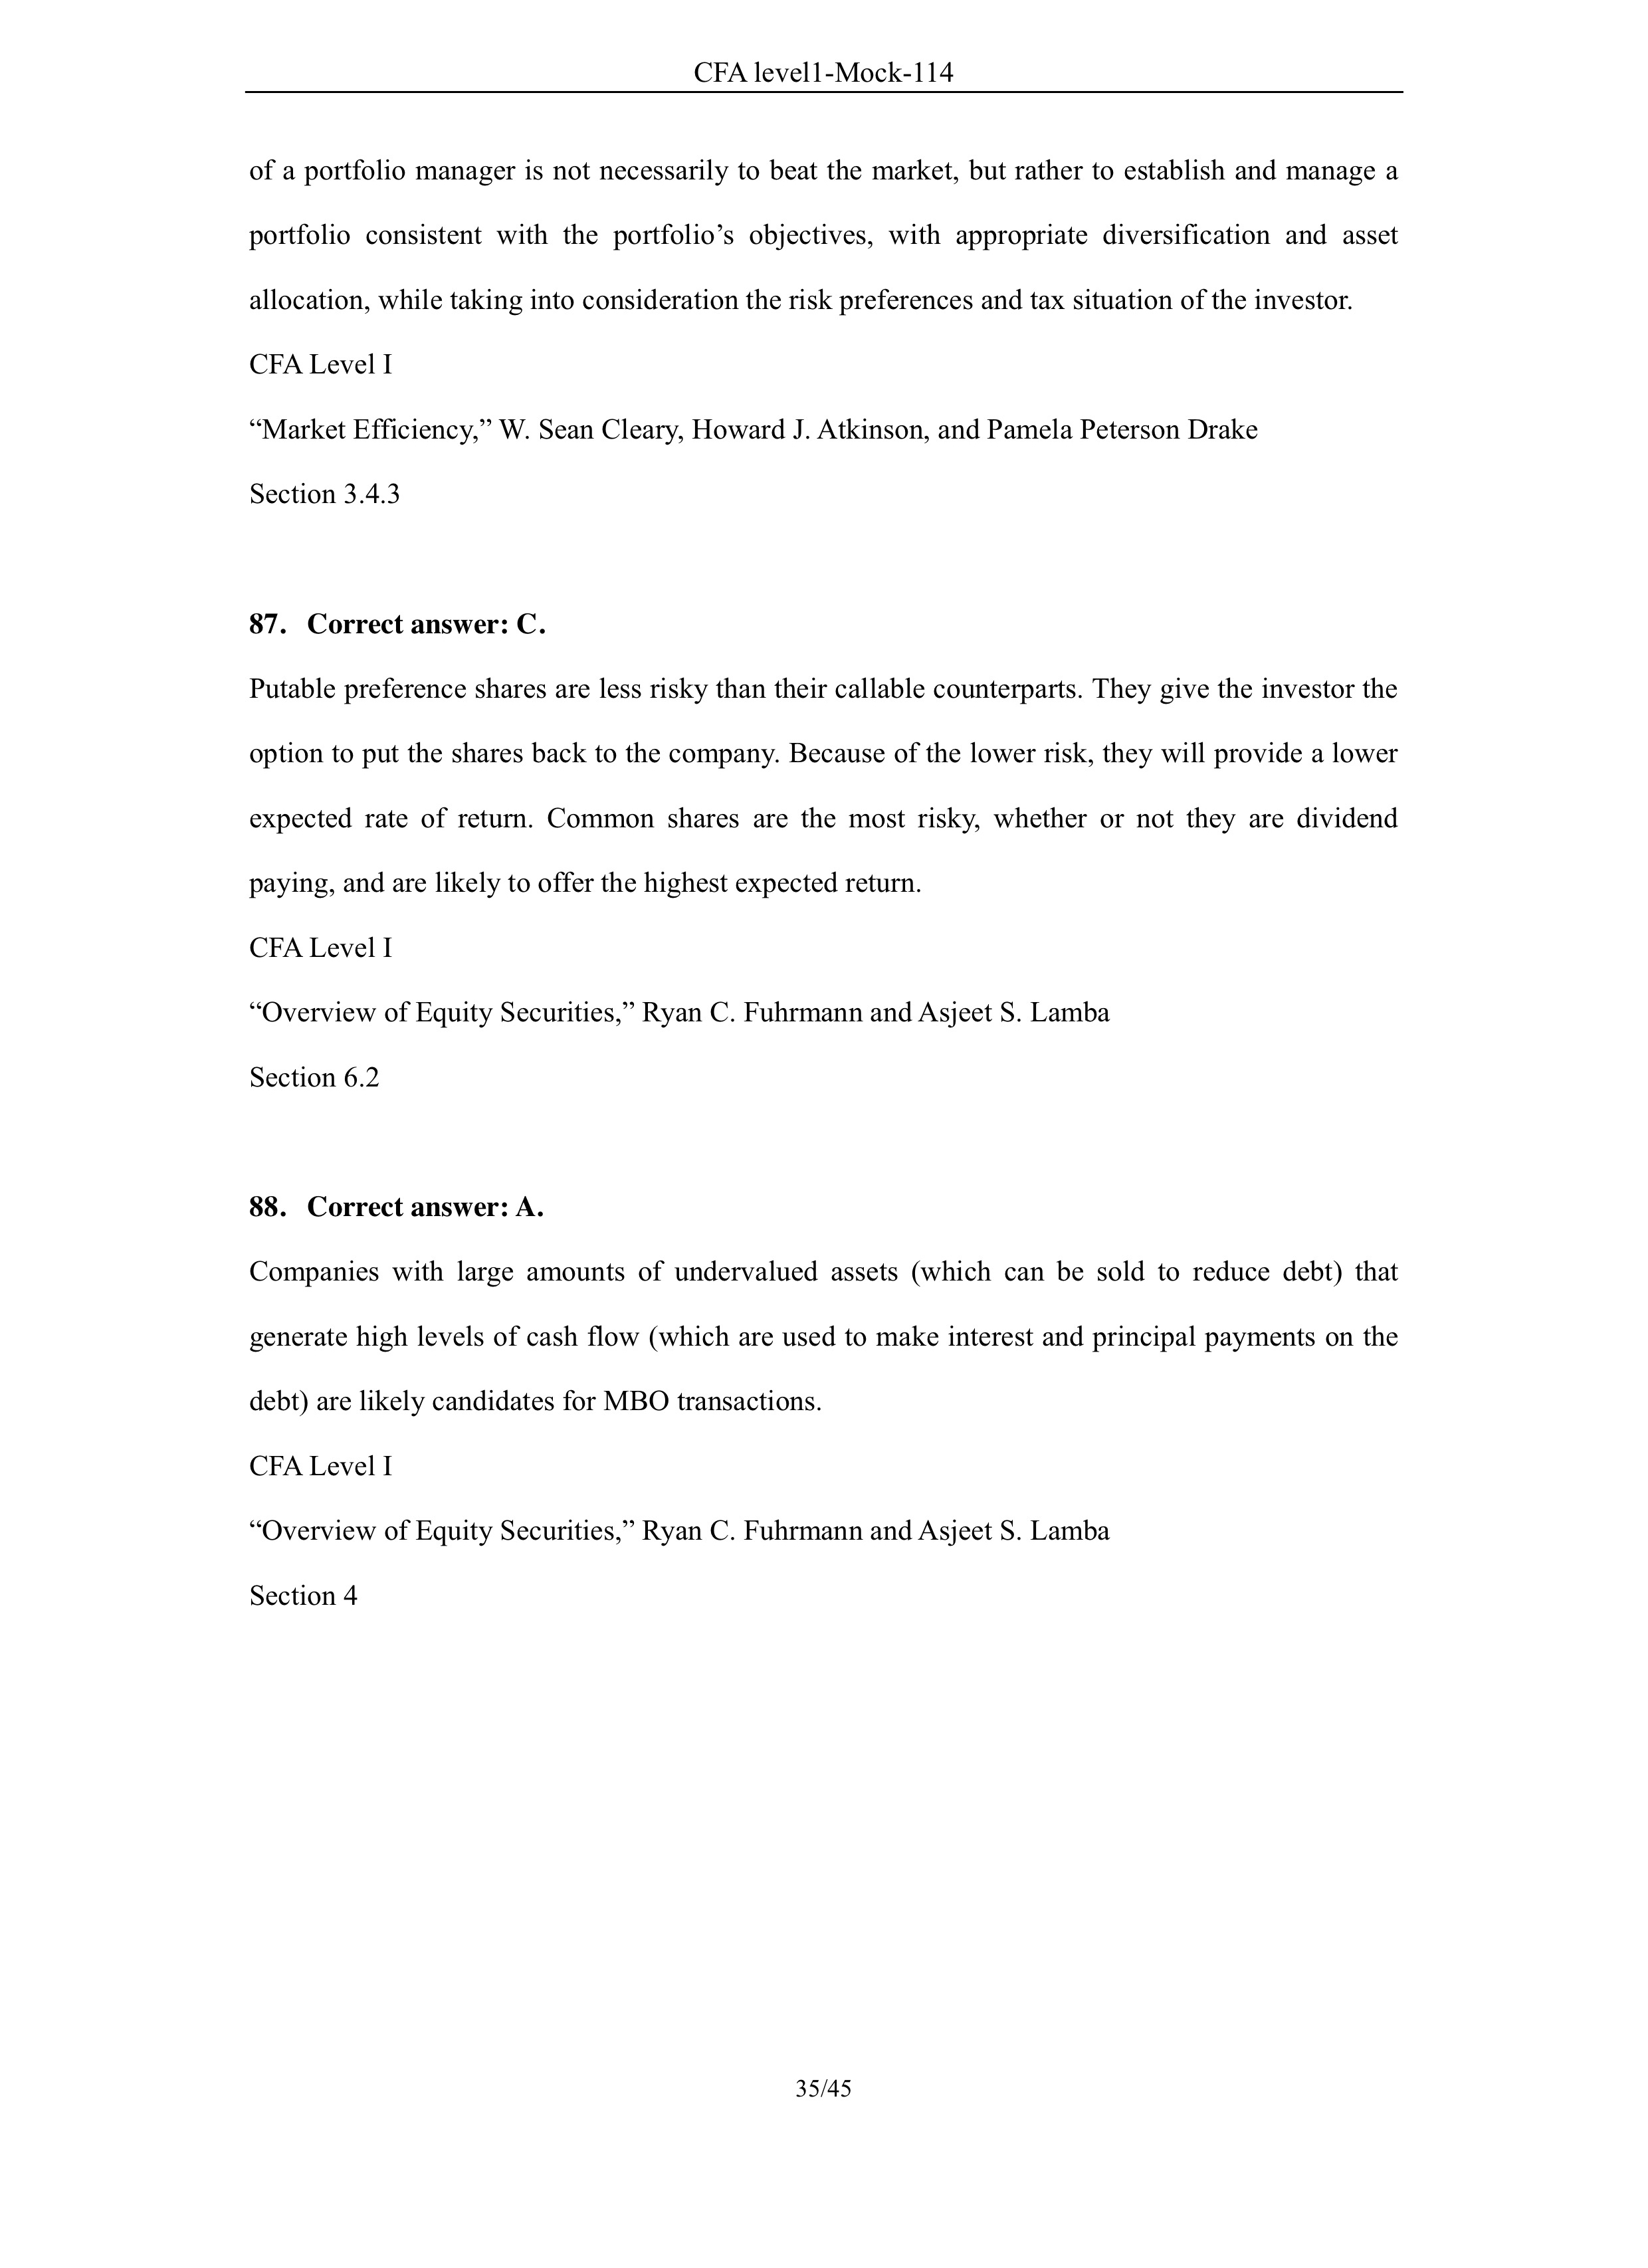 CFA level1-Mock-114
of a portfolio manager is not necessarily to beat the market, but rather to establish and manage a
portfolio consistent with the portfolio’s objectives, with appropriate diversification and asset
allocation, while taking into consideration the risk preferences and tax situation of the investor.
CFA Level I
“Market Efficiency,” W. Sean Cleary, Howard J. Atkinson, and Pamela Peterson Drake
Section 3.4.3
87. Correct answer: C.
Putable preference shares are less risky than their callable counterparts. They give the investor the
option to put the shares back to the company. Because of the lower risk, they will provide a lower
expected rate of return. Common shares are the most risky, whether or not they are dividend
paying, and are likely to offer the highest expected return.
CFA Level I
“Overview of Equity Securities,” Ryan C. Fuhrmann and Asjeet S. Lamba
Section 6.2
88. Correct answer: A.
Companies with large amounts of undervalued assets (which can be sold to reduce debt) that
generate high levels of cash flow (which are used to make interest and principal payments on the
debt) are likely candidates for MBO transactions.
CFA Level I
“Overview of Equity Securities,” Ryan C. Fuhrmann and Asjeet S. Lamba
Section 4
35/45